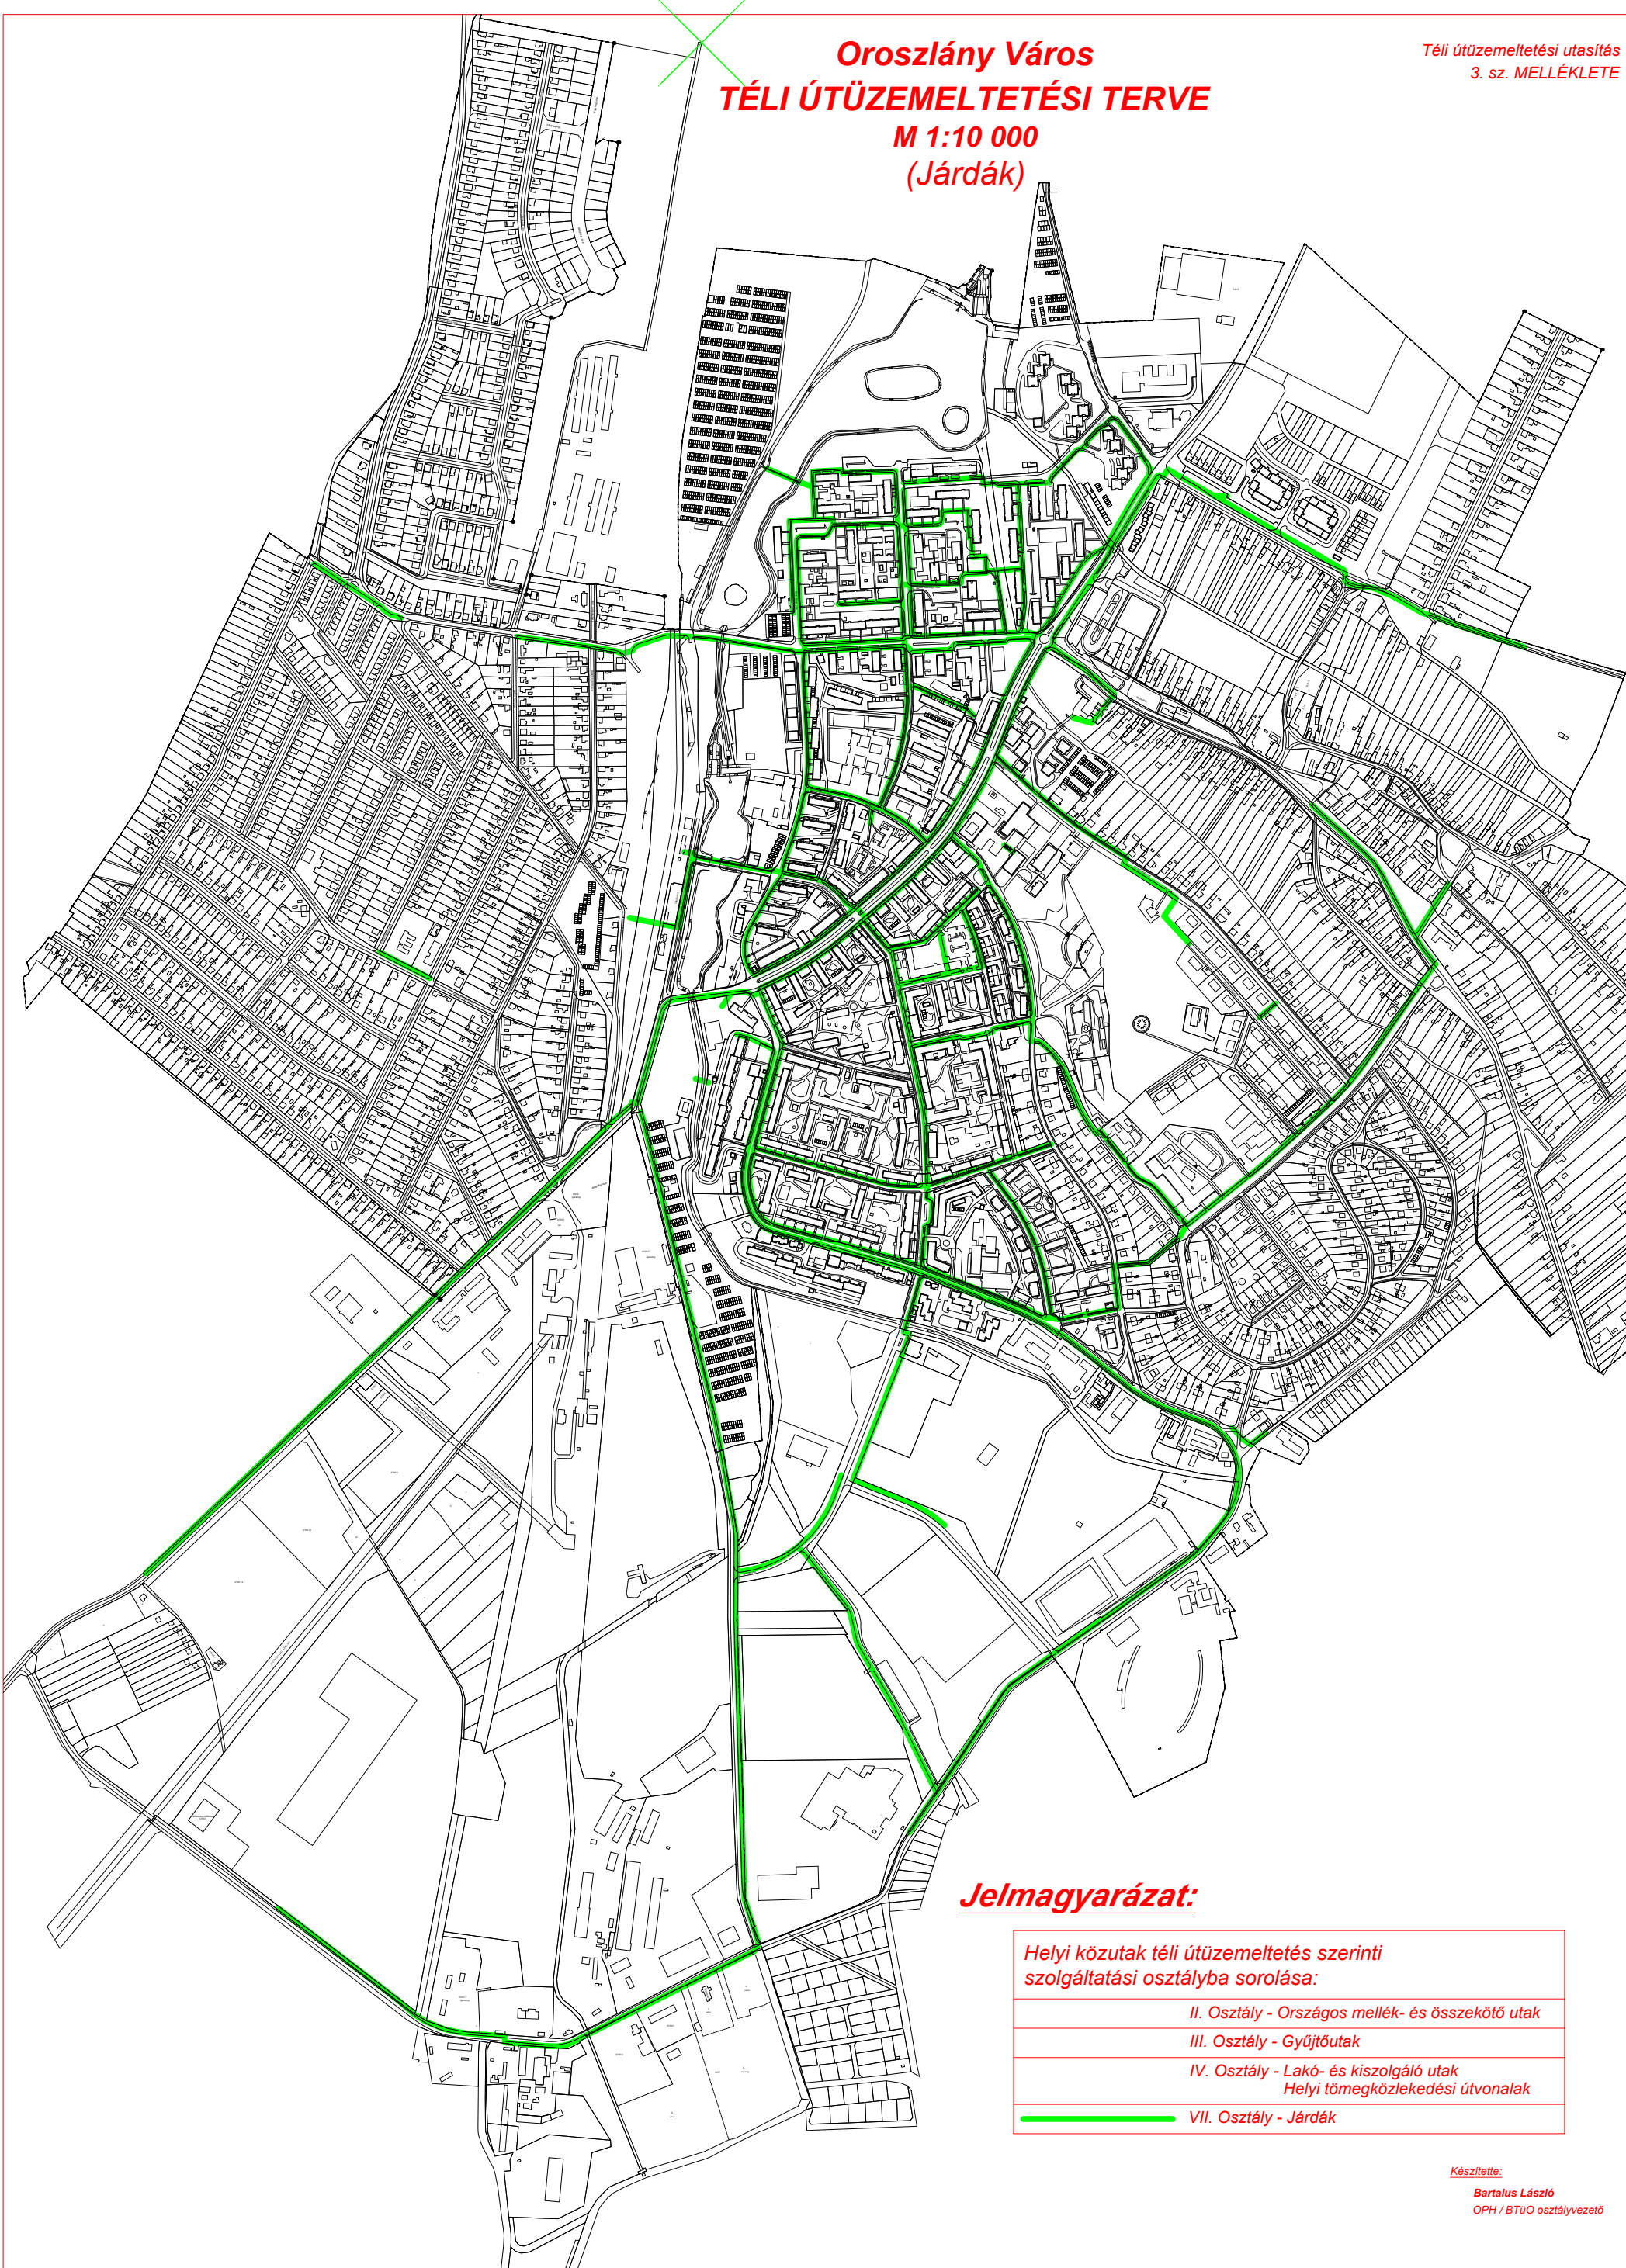 Oroszlány Város
TÉLI ÚTÜZEMELTETÉSI TERVE
M 1:10 000
(Járdák)
Téli útüzemeltetési utasítás
3. sz. MELLÉKLETE
Jelmagyarázat:
Helyi közutak téli útüzemeltetés szerinti
szolgáltatási osztályba sorolása:
II. Osztály - Országos mellék- és összekötő utak
III. Osztály - Gyűjtőutak
IV. Osztály - Lakó- és kiszolgáló utak
Helyi tömegközlekedési útvonalak
VII. Osztály - Járdák
Készítette:
Bartalus László
OPH / BTüO osztályvezető